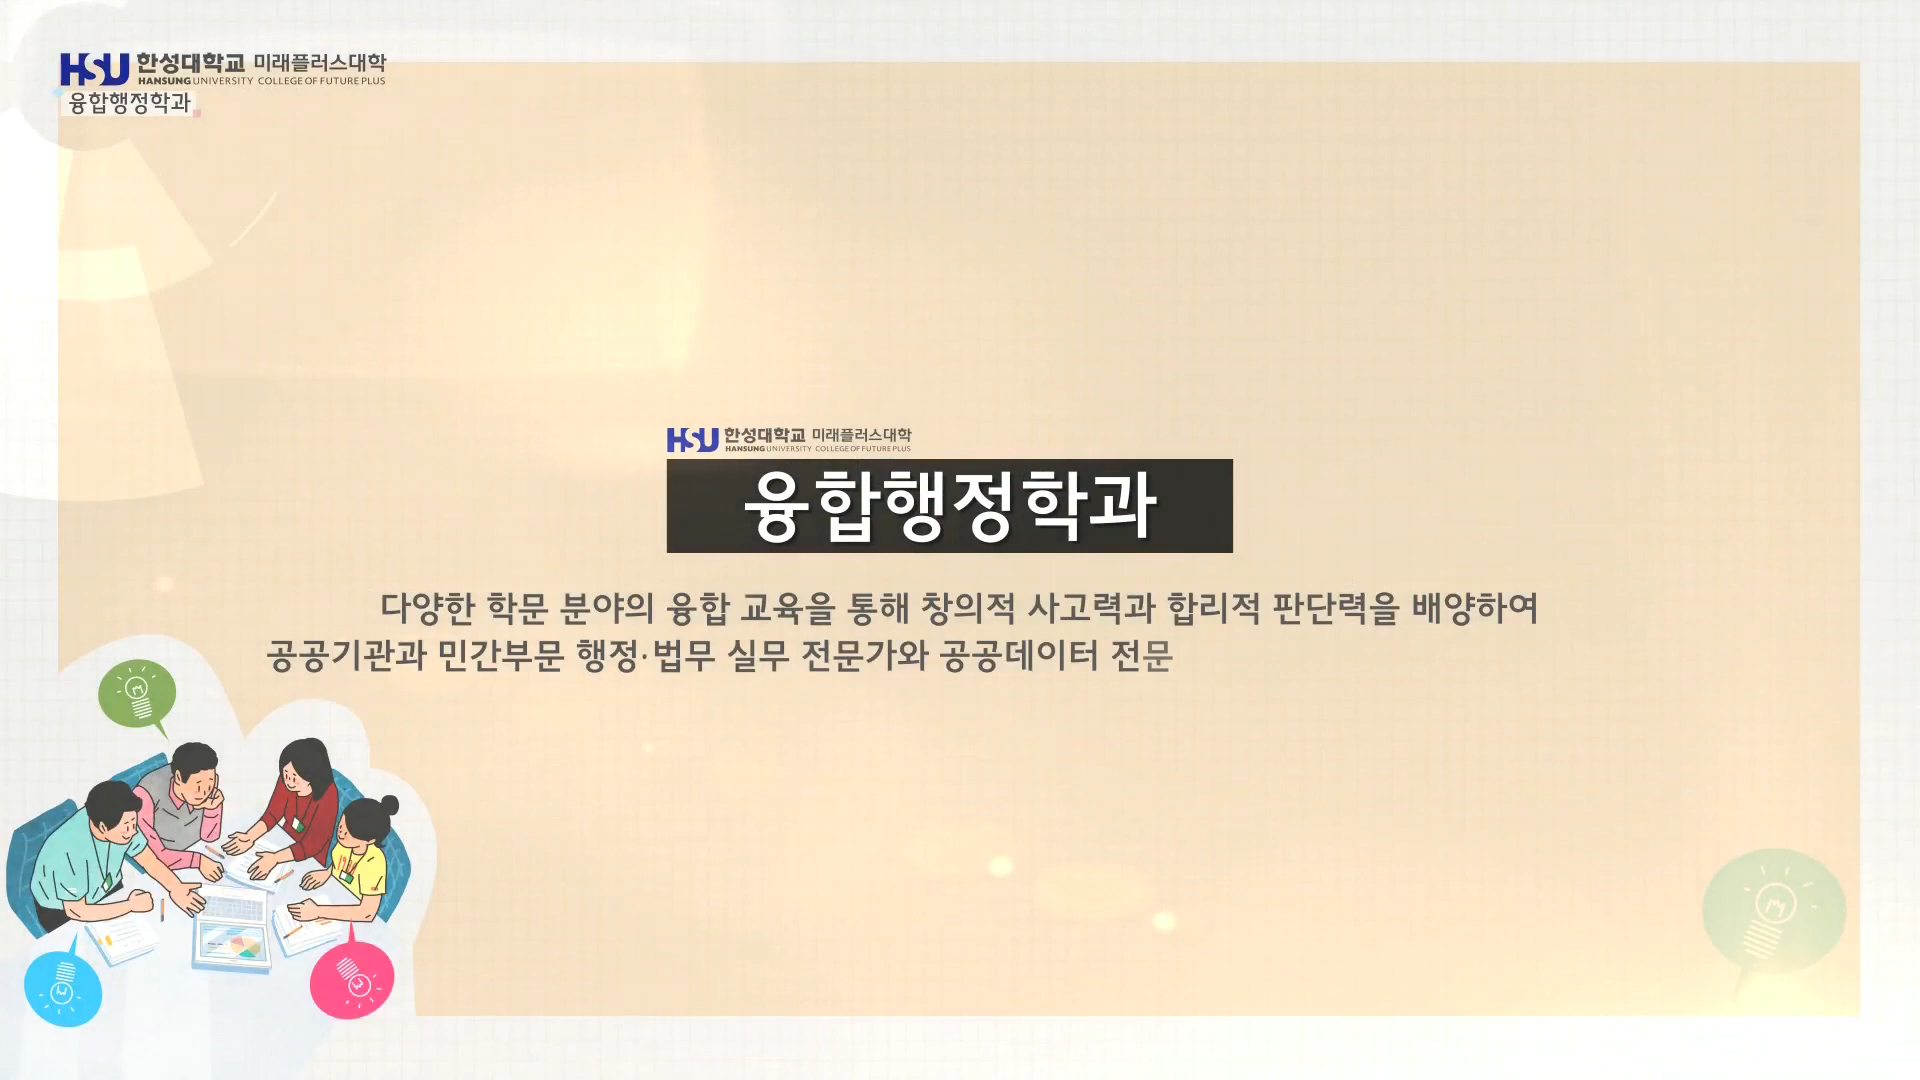 HSU 한성대학교 미래플러스대학
HANSUNG UNIVERSITY COLLEGE OF FUTURE PLUS
융합행정학과
HSU 한성대학교 미래플러스대학
HANSUNG UNIVERSITY COLLEGE OF FUTURE PLUS
융합행정학과
다양한 학문 분야의 융합 교육을 통해 창의적 사고력과 합리적 판단력을 배양하여
공공기관과 민간부문 행정·법무 실무 전문가와 공공데이터 전문